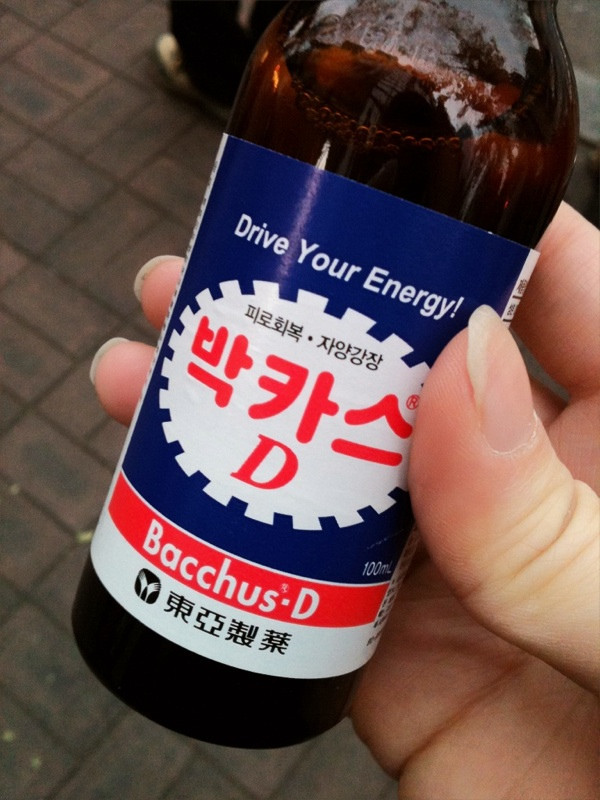 Drive Your Energy!
피로회복·자양강장
박카스®
D
100mL
Bacchus®-D
東亞製薬